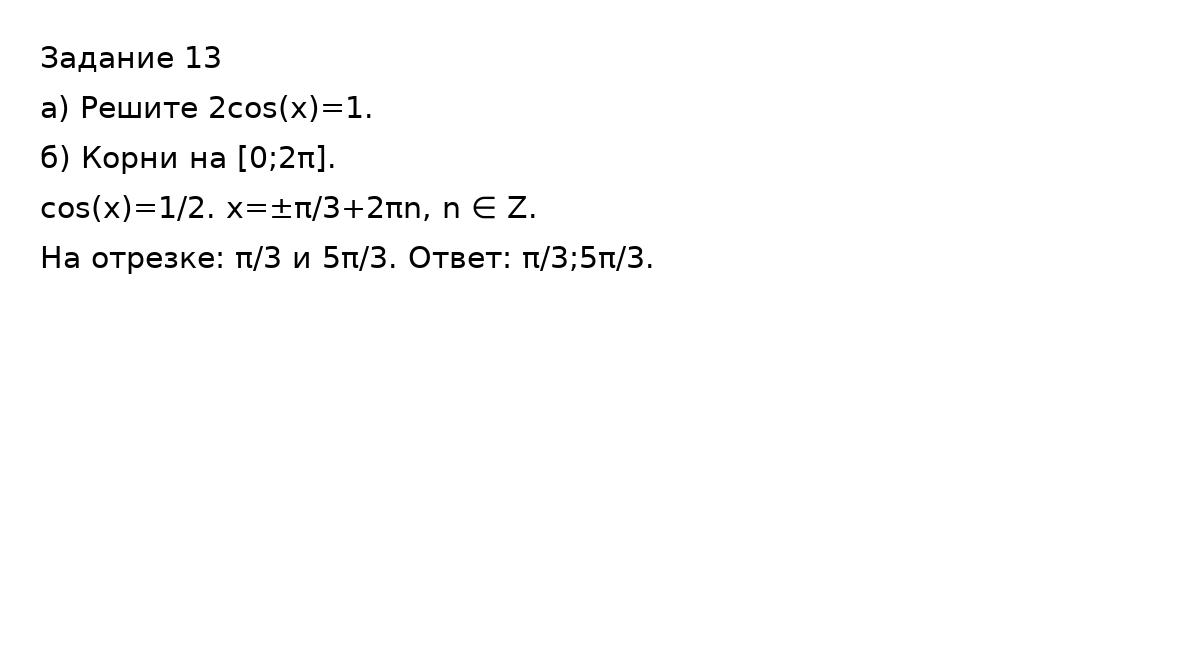 Задание 13
а) Решите 2cos(x)=1.
б) Корни на [0;2π].
cos(x)=1/2. x=±π/3+2πn, n ∈ Z.
На отрезке: π/3 и 5π/3. Ответ: π/3;5π/3.